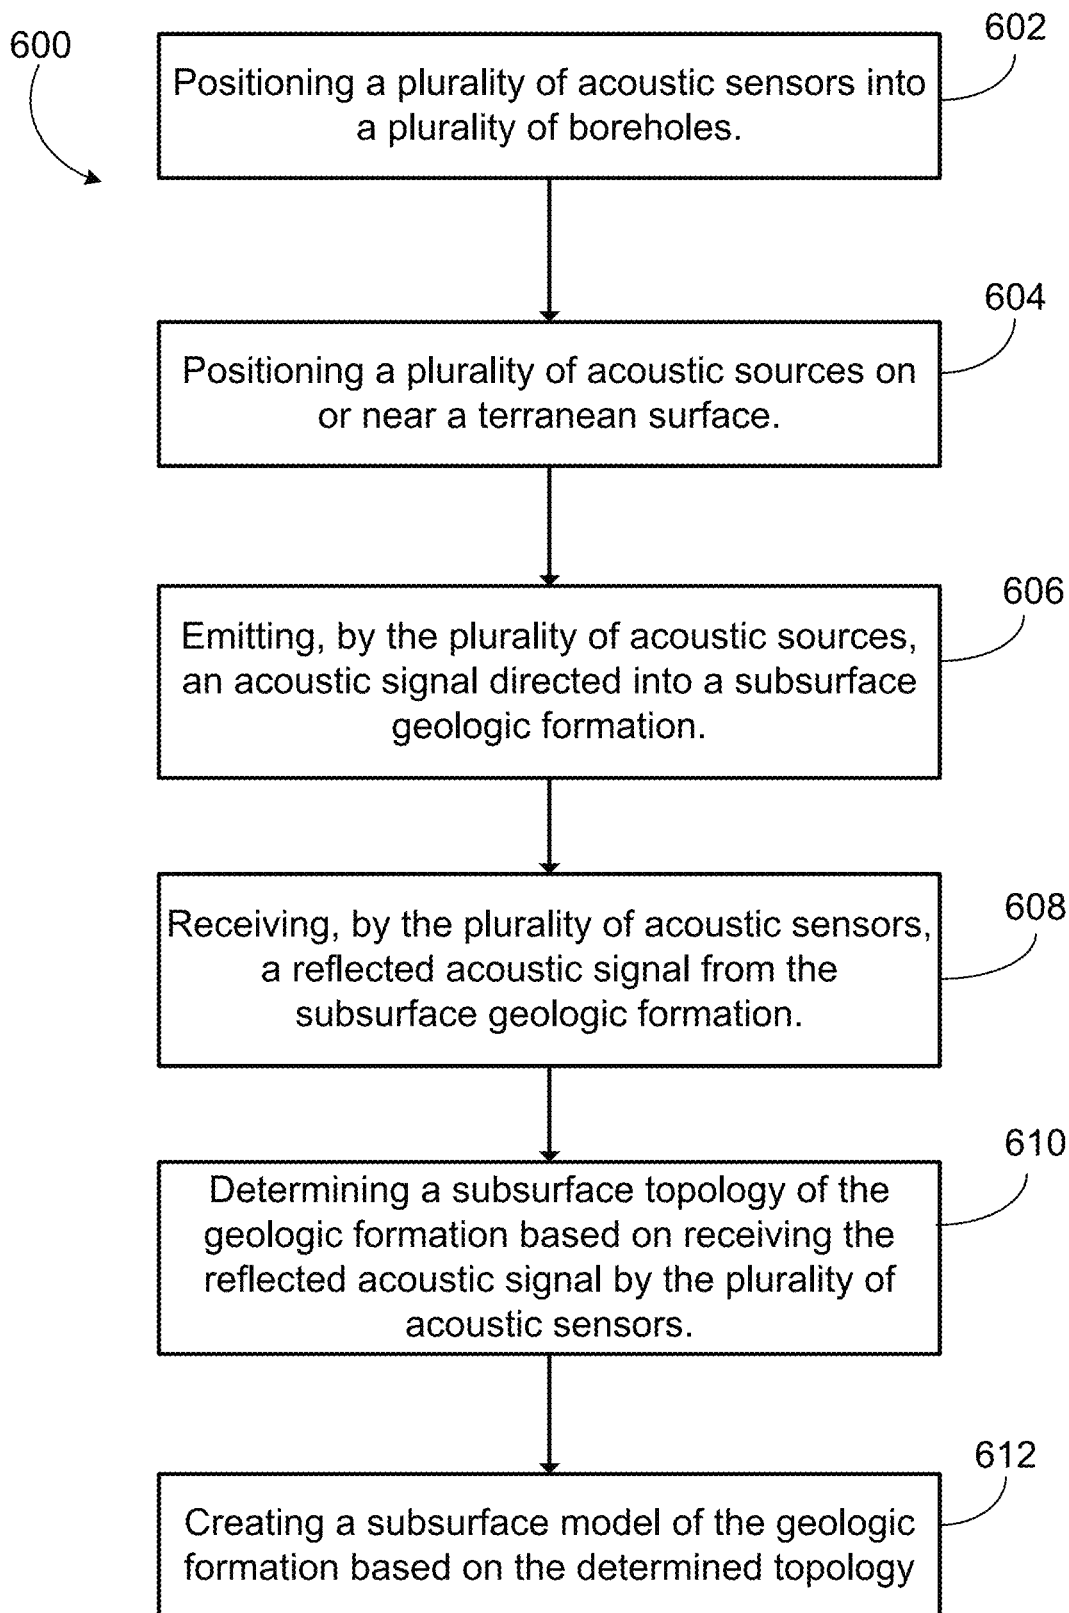 600
602
Positioning a plurality of acoustic sensors into
a plurality of boreholes.
604
Positioning a plurality of acoustic sources on
or near a terranean surface.
606
Emitting, by the plurality of acoustic sources,
an acoustic signal directed into a subsurface
geologic formation.
608
Receiving, by the plurality of acoustic sensors,
a reflected acoustic signal from the
subsurface geologic formation.
610
Determining a subsurface topology of the
geologic formation based on receiving the
reflected acoustic signal by the plurality of
acoustic sensors.
612
Creating a subsurface model of the geologic
formation based on the determined topology